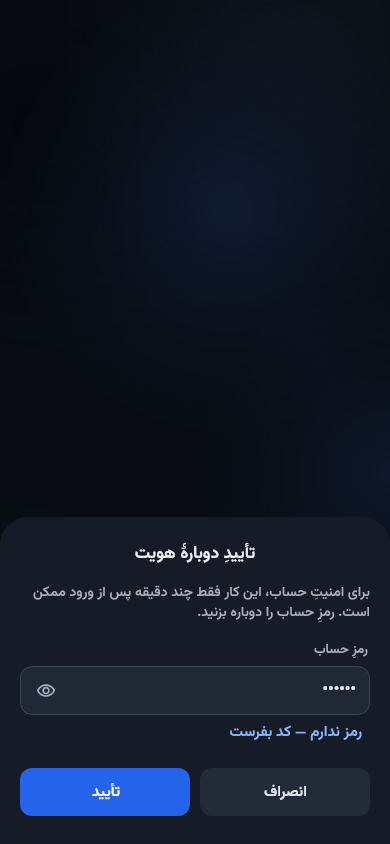 تأییدِ دوبارهٔ هویت
برای امنیتِ حساب، این کار فقط چند دقیقه پس از ورود ممکن
است. رمزِ حساب را دوباره بزنید.
رمزِ حساب
••••••
رمز ندارم — کد بفرست
انصراف
تأیید